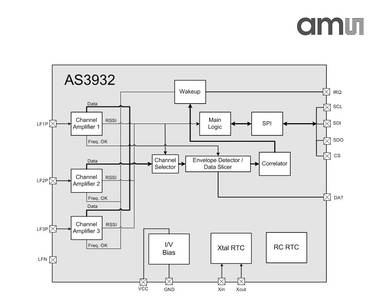 amu
AS3932
Wakeup
IRQ
Data
SCL
LF1P
Channel
Amplifier 1
RSSI
Main
Logic
SPI
SDI
Freq. OK
SDO
Data
Channel
Selector
Envelope Detector /
Data Slicer
Correlator
CS
LF2P
Channel
Amplifier 2
RSSI
Freq. OK
DAT
Data
LF3P
Channel
Amplifier 3
RSSI
Freq. OK
I/V
Bias
Xtal RTC
RC RTC
LFN
VCC
GND
Xin
Xout